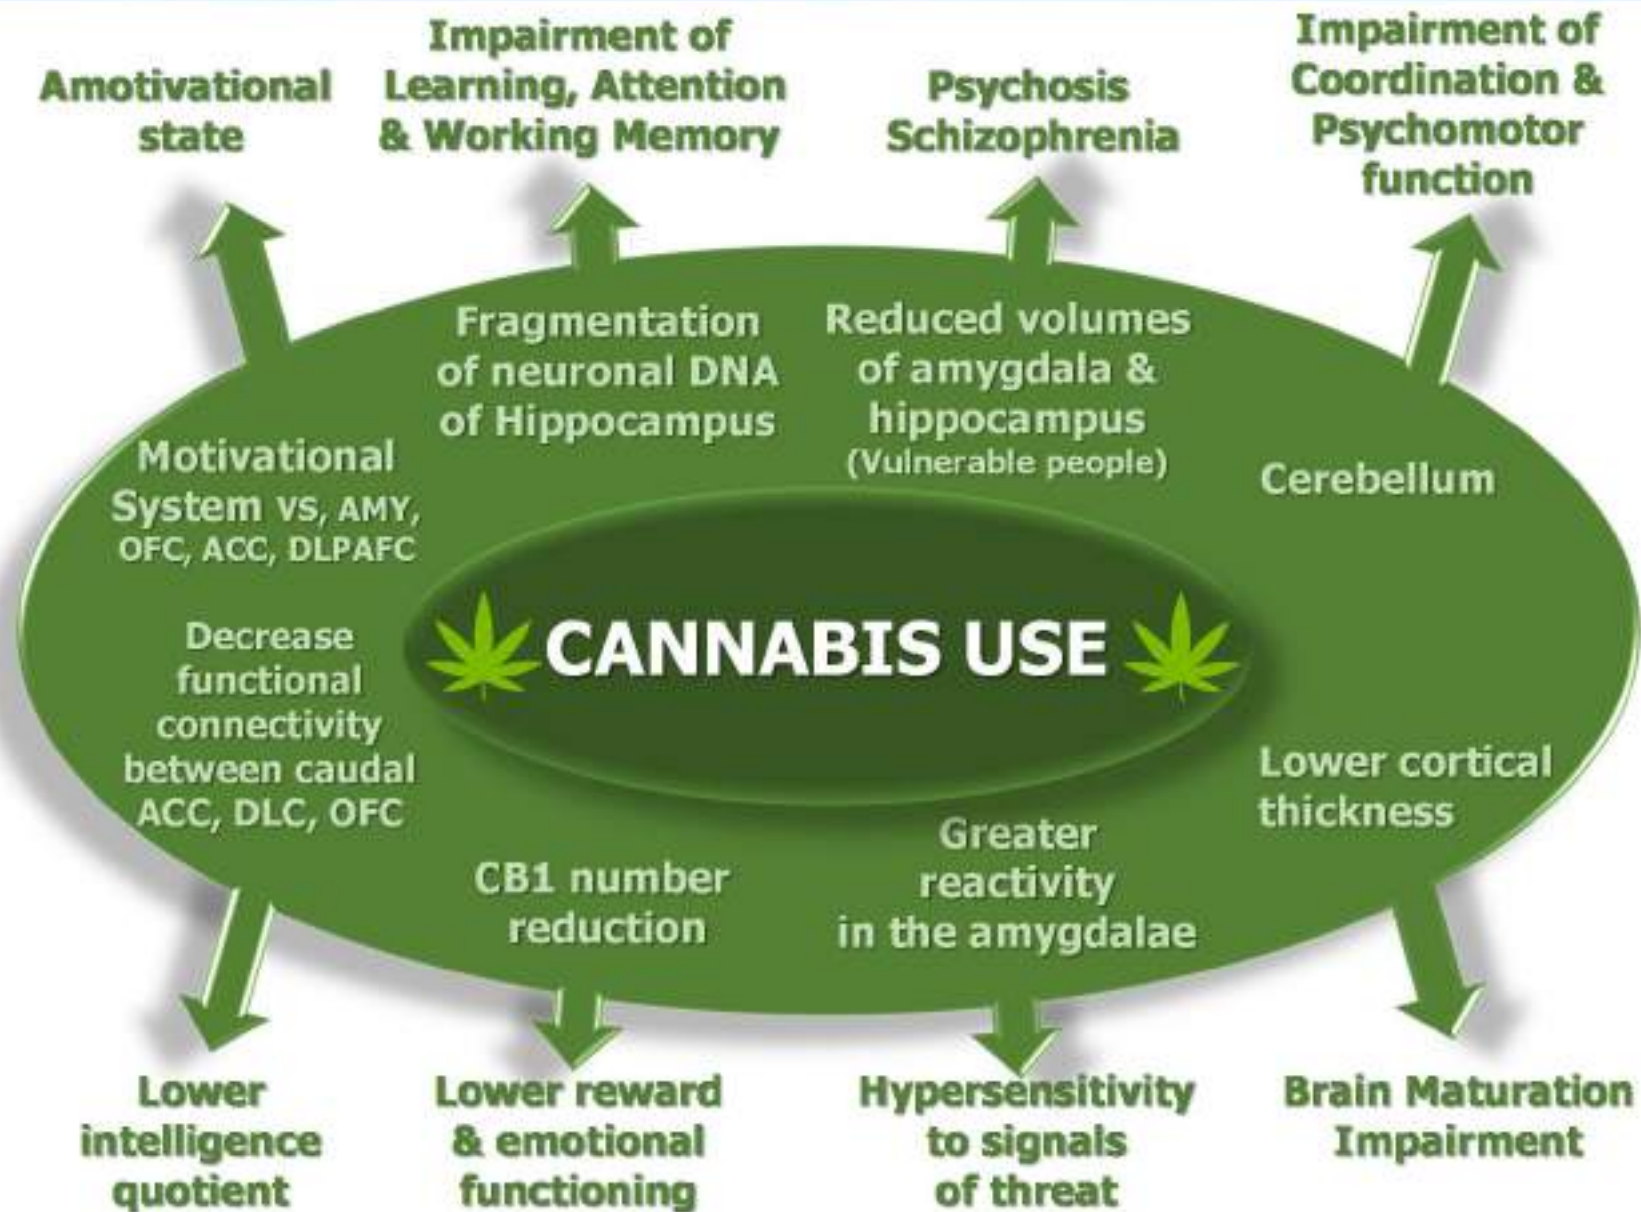 Amotivational
state
Impairment of
Learning, Attention
& Working Memory
Psychosis
Schizophrenia
Impairment of
Coordination &
Psychomotor
function
Motivational
System VS, AMY,
OFC, ACC, DLPAFC
Fragmentation
of neuronal DNA
of Hippocampus
Reduced volumes
of amygdala &
hippocampus
(Vulnerable people)
Cerebellum
CANNABIS USE
Decrease
functional
connectivity
between caudal
ACC, DLC, OFC
CB1 number
reduction
Greater
reactivity
in the amygdalae
Lower cortical
thickness
Lower
intelligence
quotient
Lower reward
& emotional
functioning
Hypersensitivity
to signals
of threat
Brain Maturation
Impairment